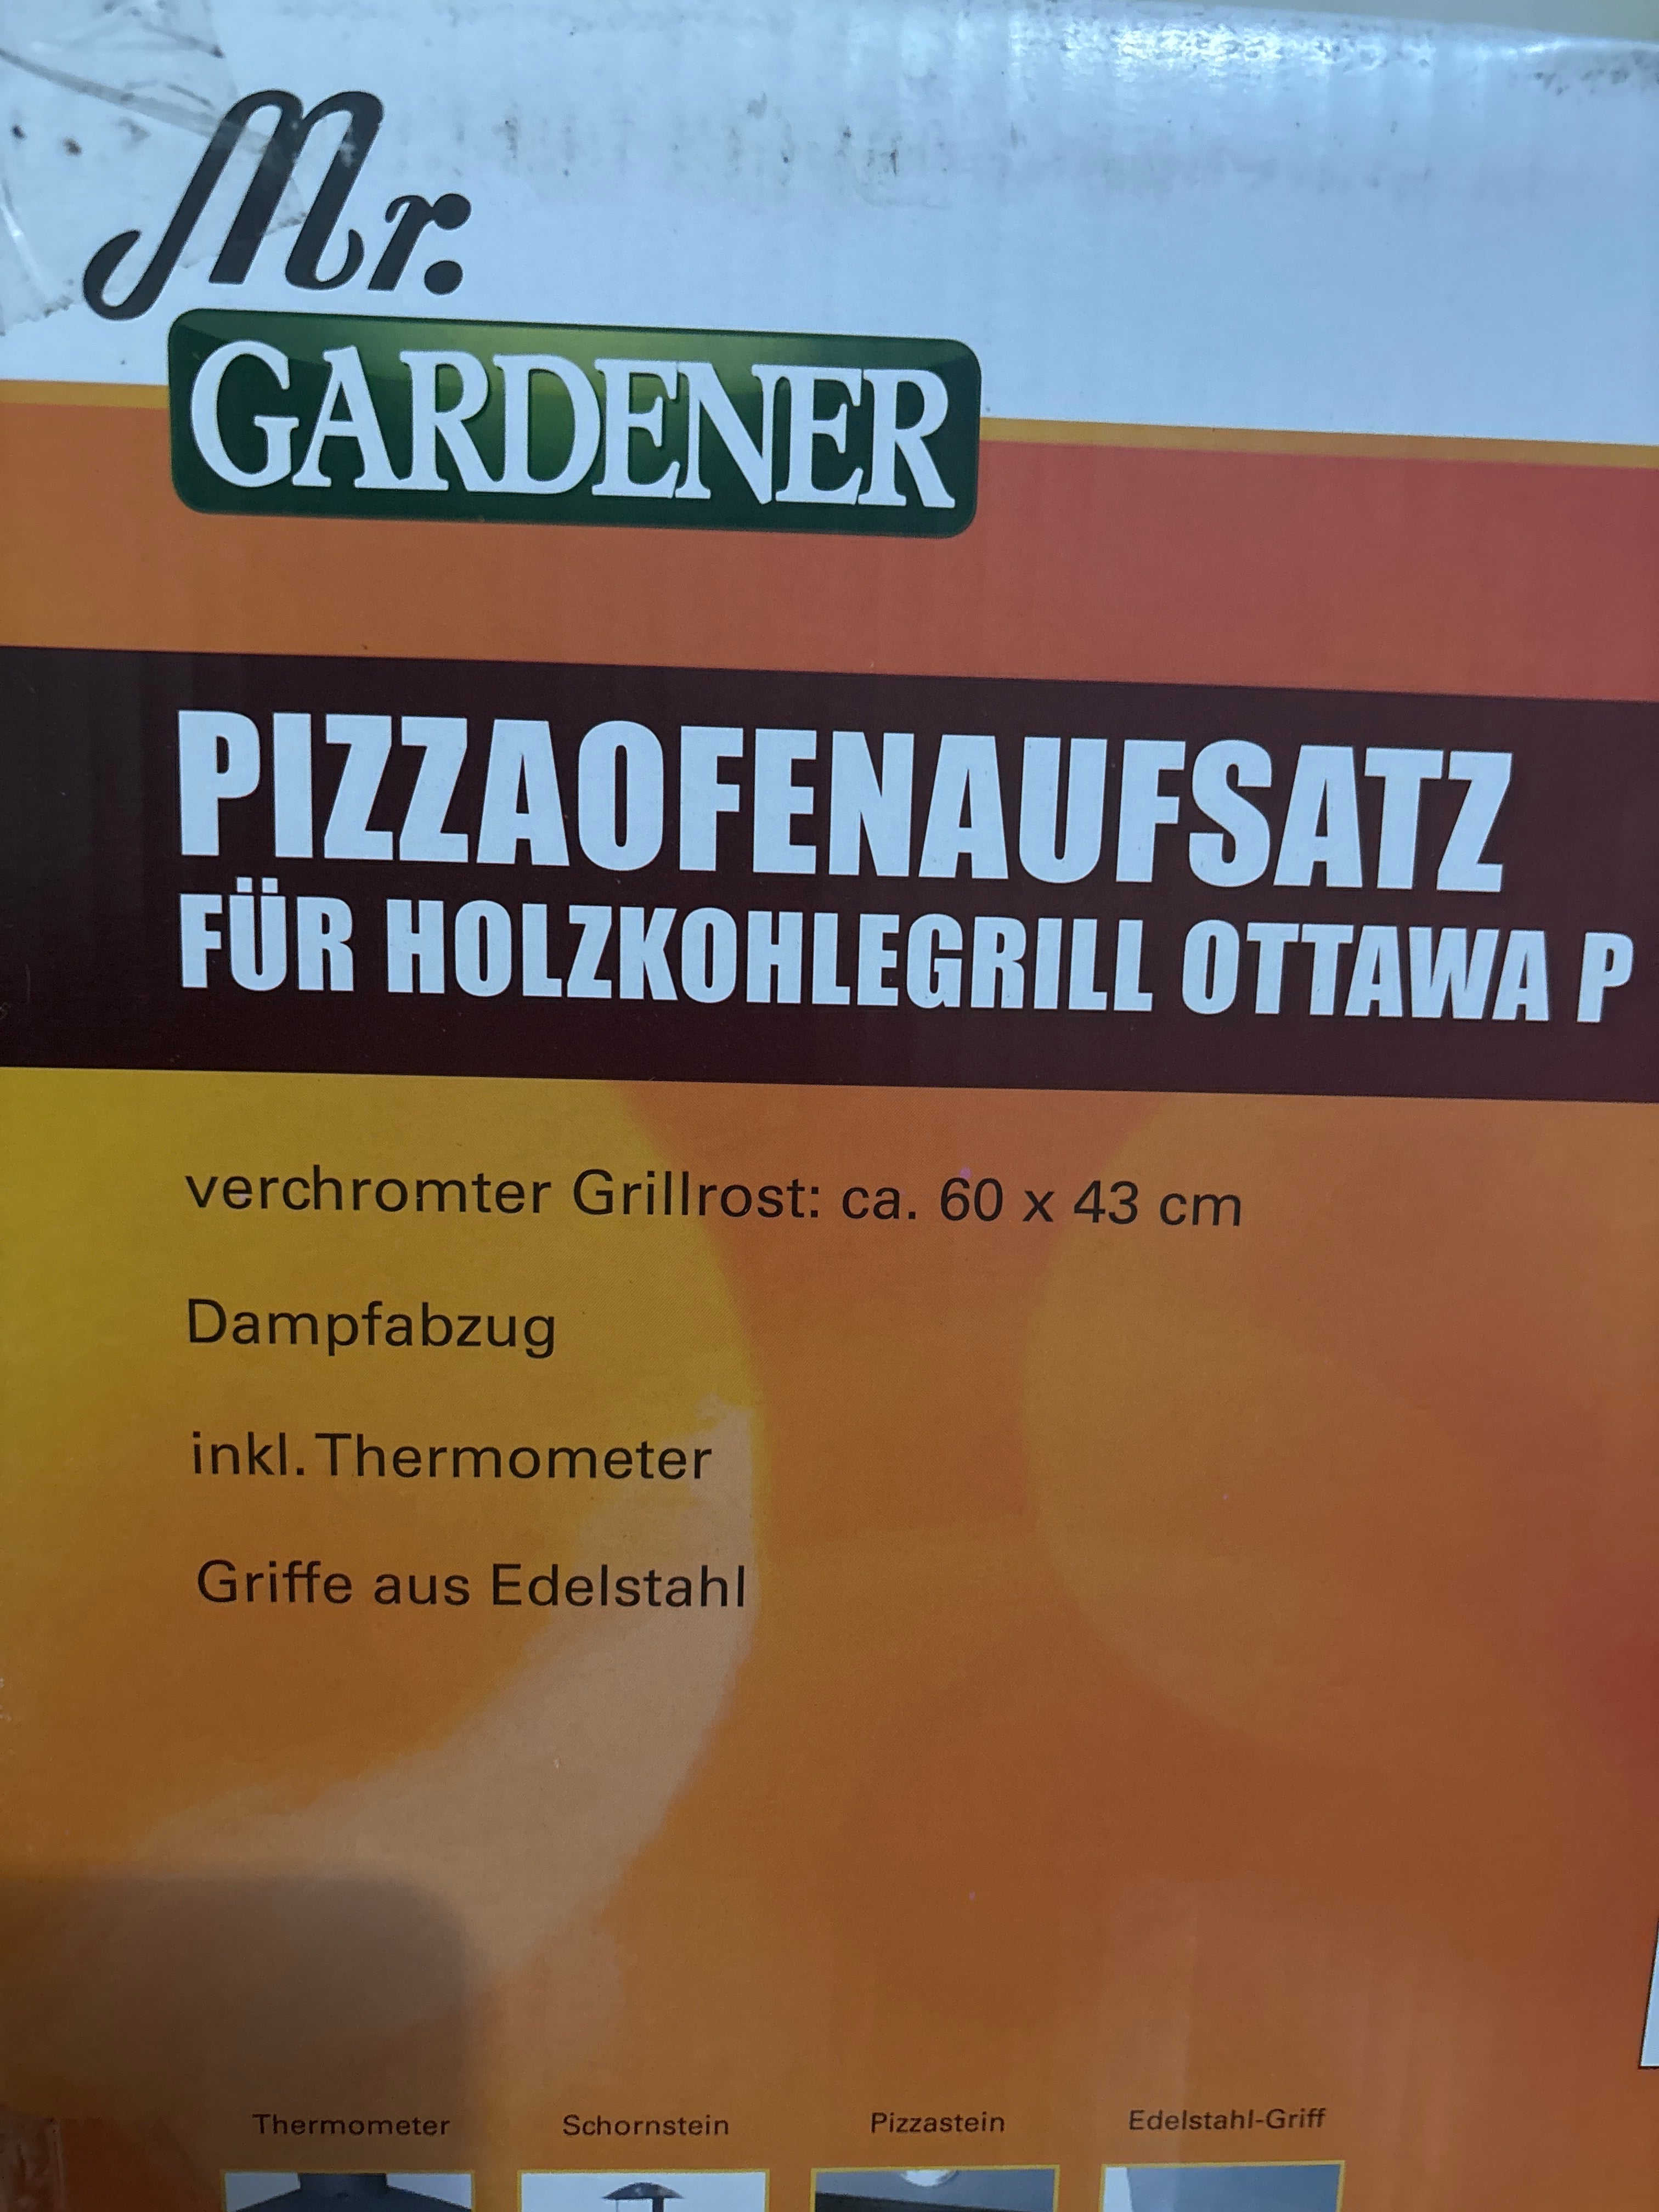 Mr.
GARDENER
PIZZAOFENAUFSATZ
FÜR HOLZKOHLEGRILL OTTAWA P
verchromter Grillrost: ca. 60 x 43 cm
Dampfabzug
inkl. Thermometer
Griffe aus Edelstahl
Thermometer Schornstein Pizzastein Edelstahl-Griff